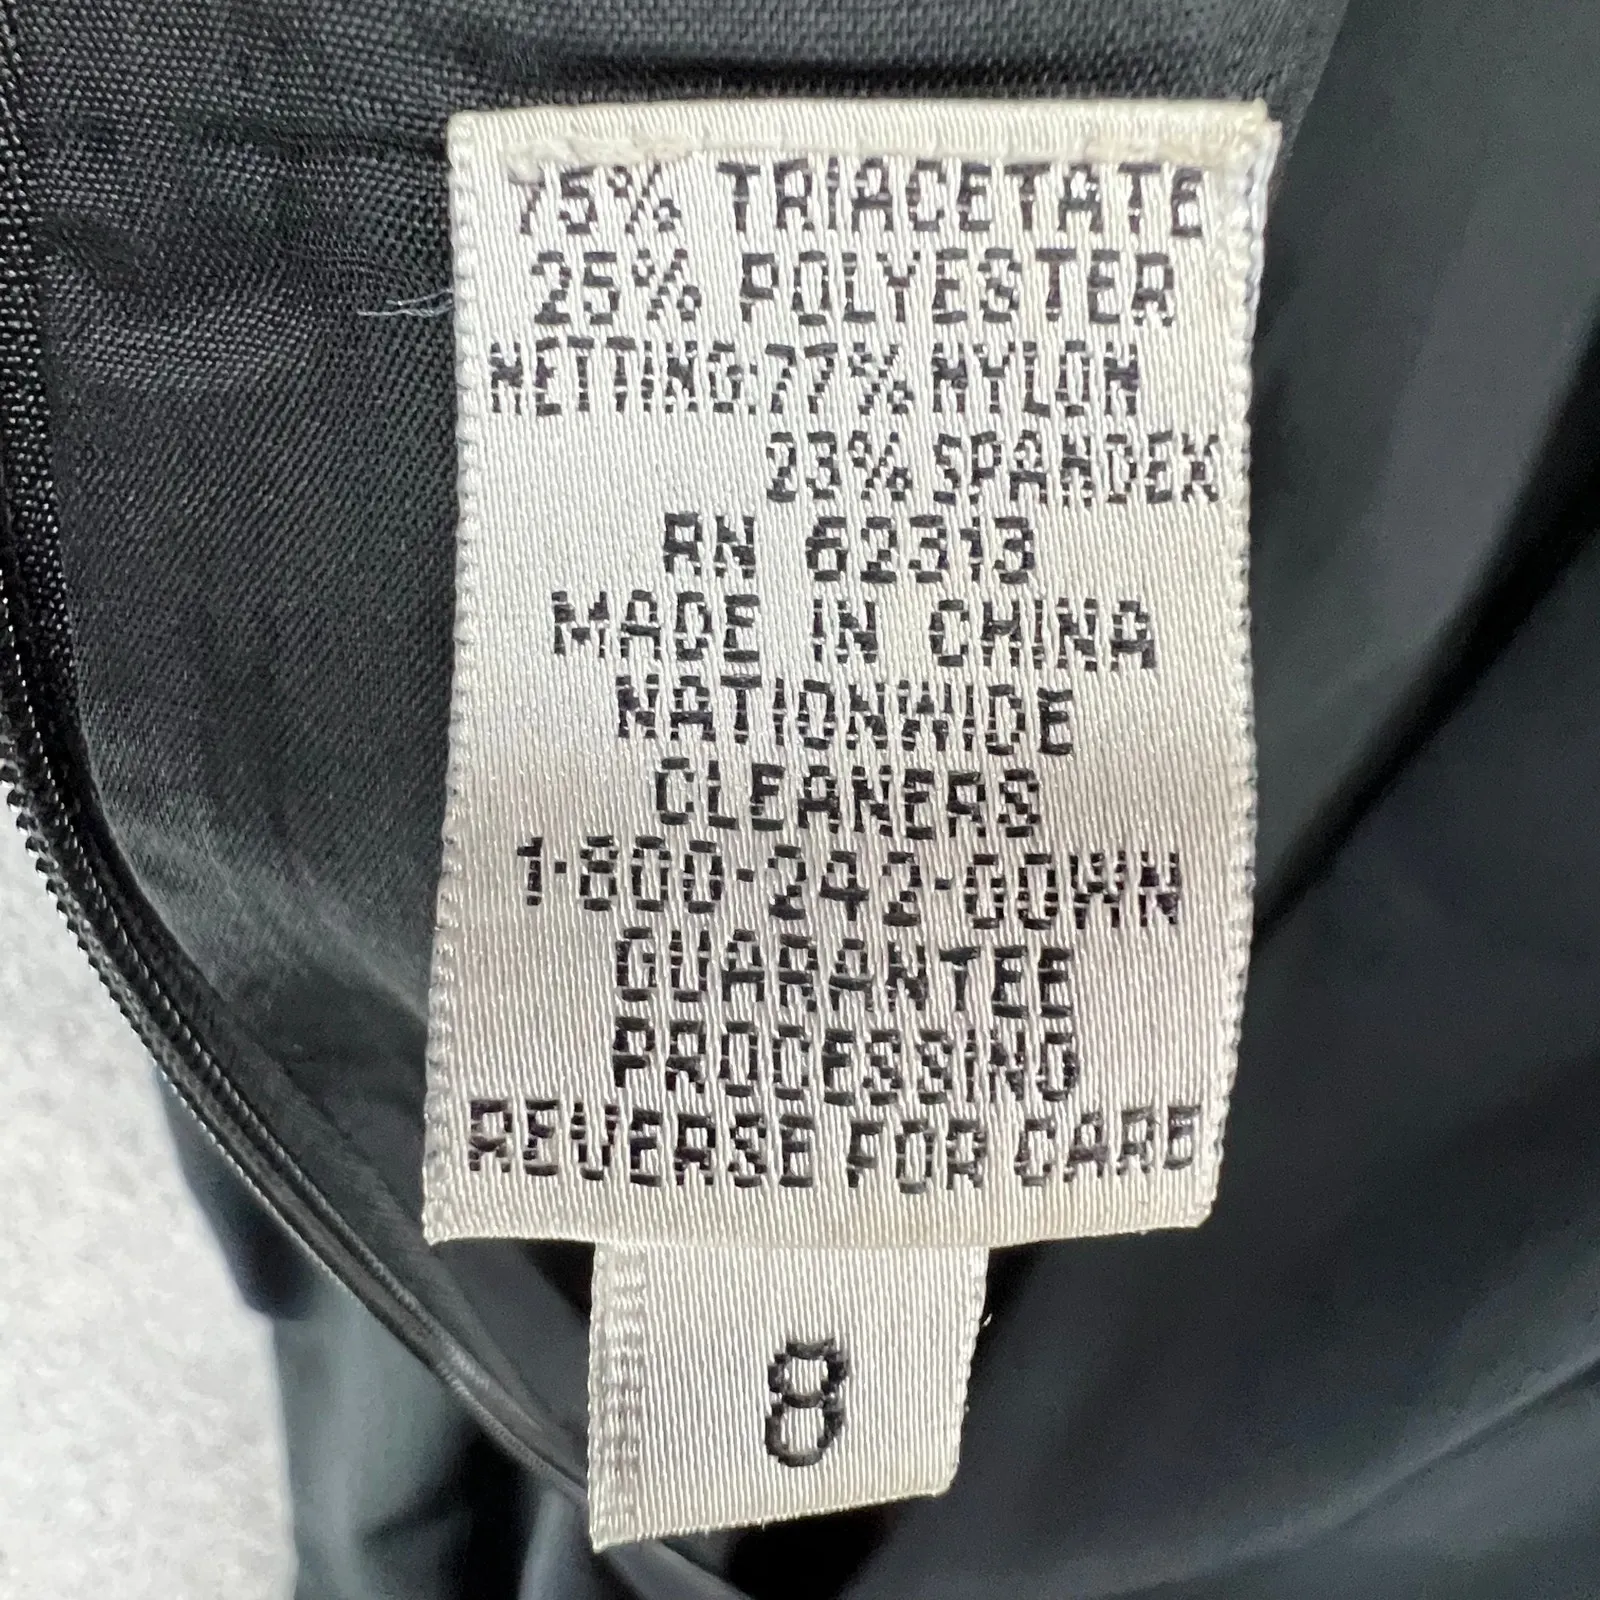 75% TRIACETATE
25% POLYESTER
NETTING:77% NYLON
23% SPANDEX
RN 62313
MADE IN CHINA
NATIONWIDE
CLEANERS
1-800-242-GOWN
GUARANTEE
PROCESSING
REVERSE FOR CARE
8